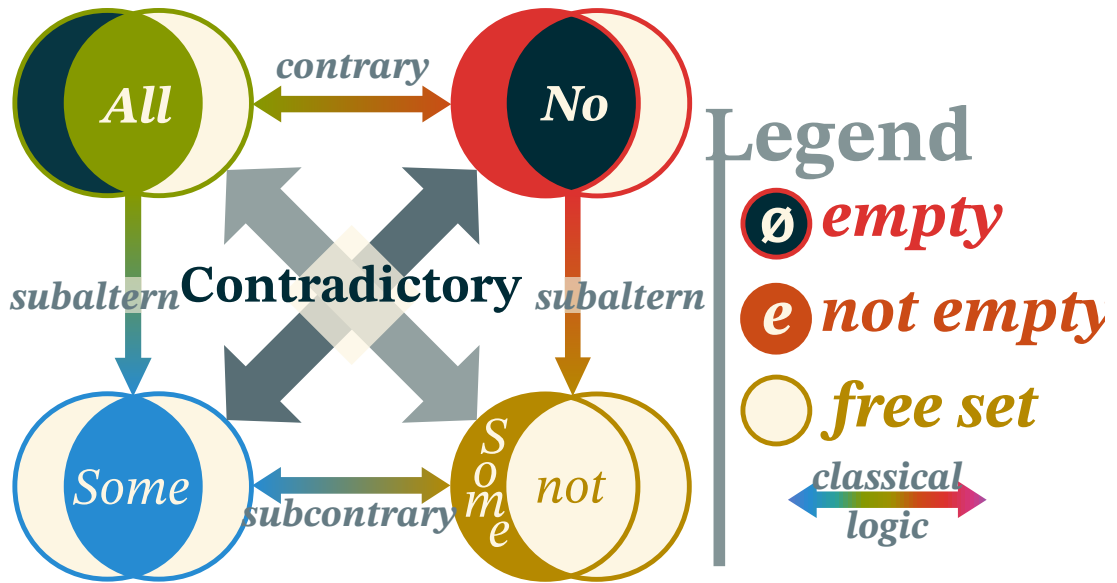 All
contrary
No
Legend
ø empty
subaltern
Contradictory
subaltern
e not empty
free set
Some
subcontrary
Some
not
classical
logic